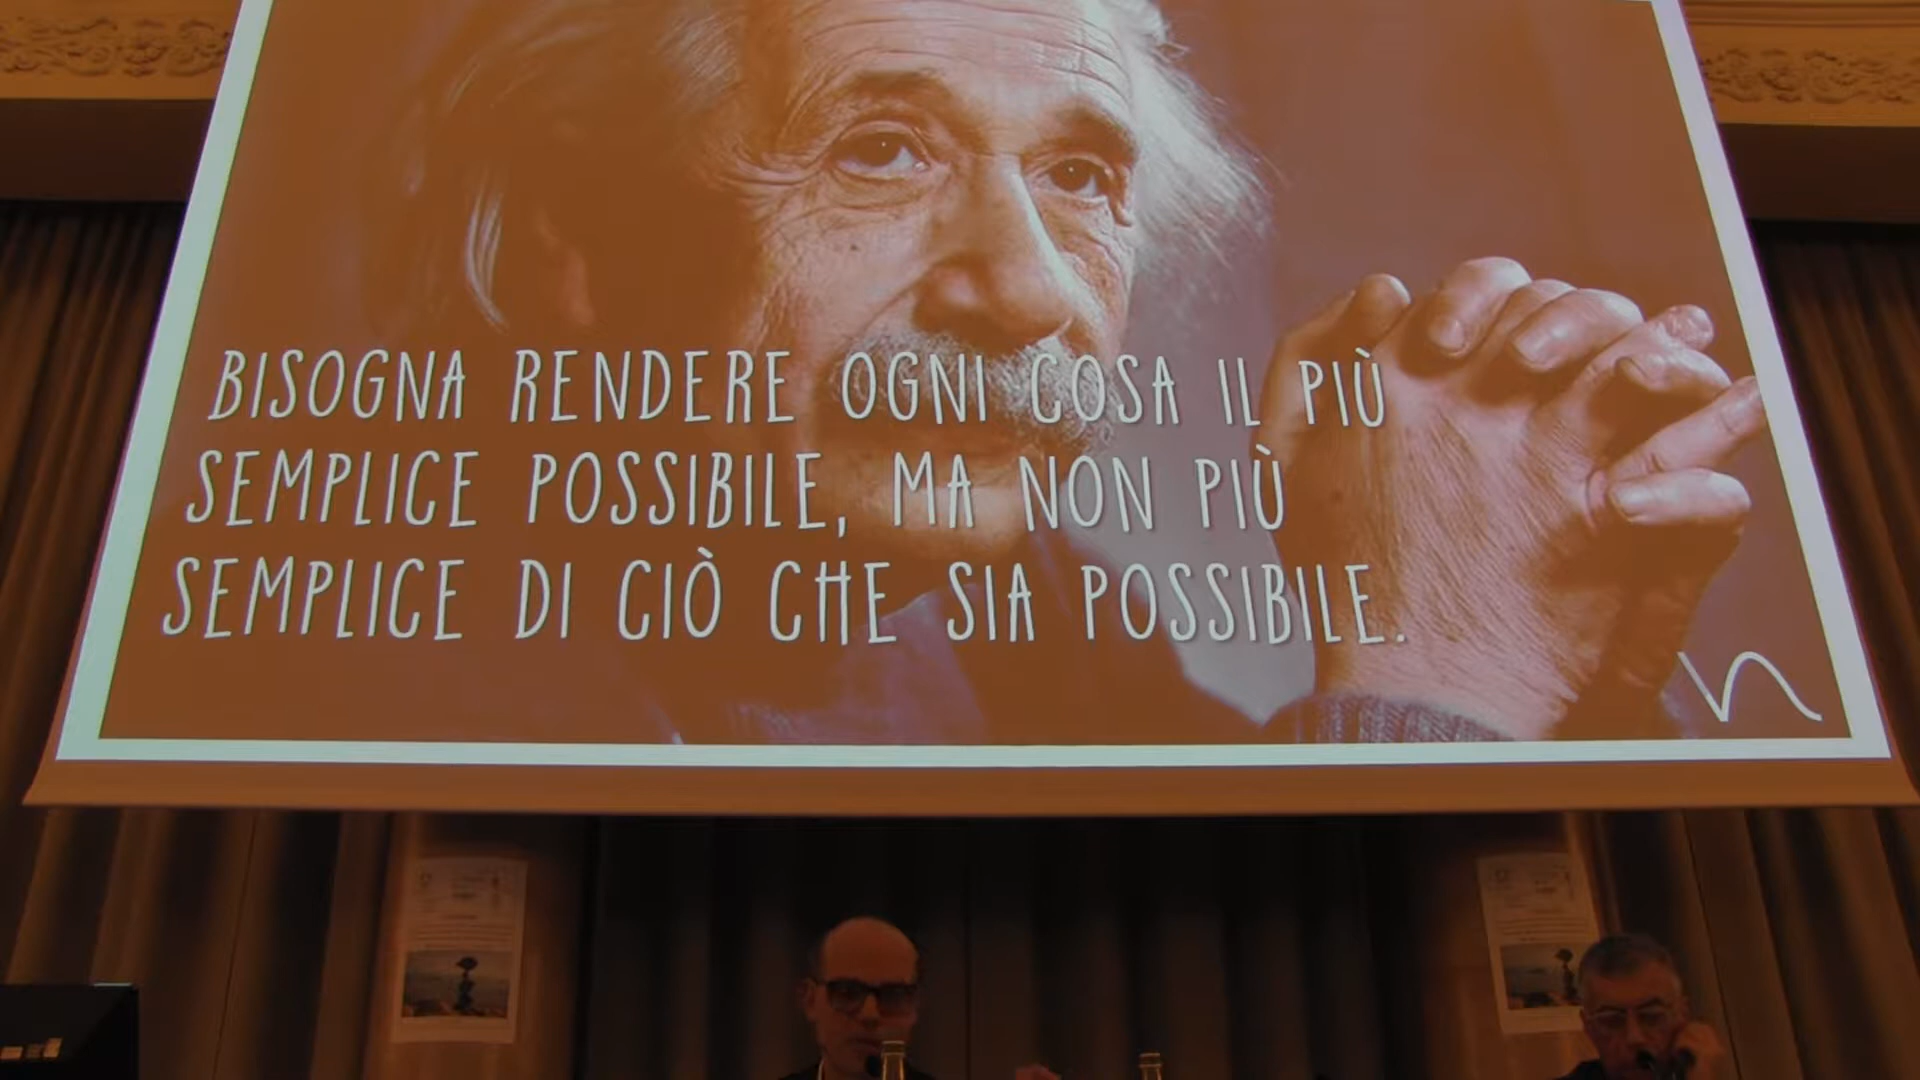 BISOGNA RENDERE OGNI COSA IL PIÙ
SEMPLICE POSSIBILE, MA NON PIÙ
SEMPLICE DI CIÒ CHE SIA POSSIBILE.